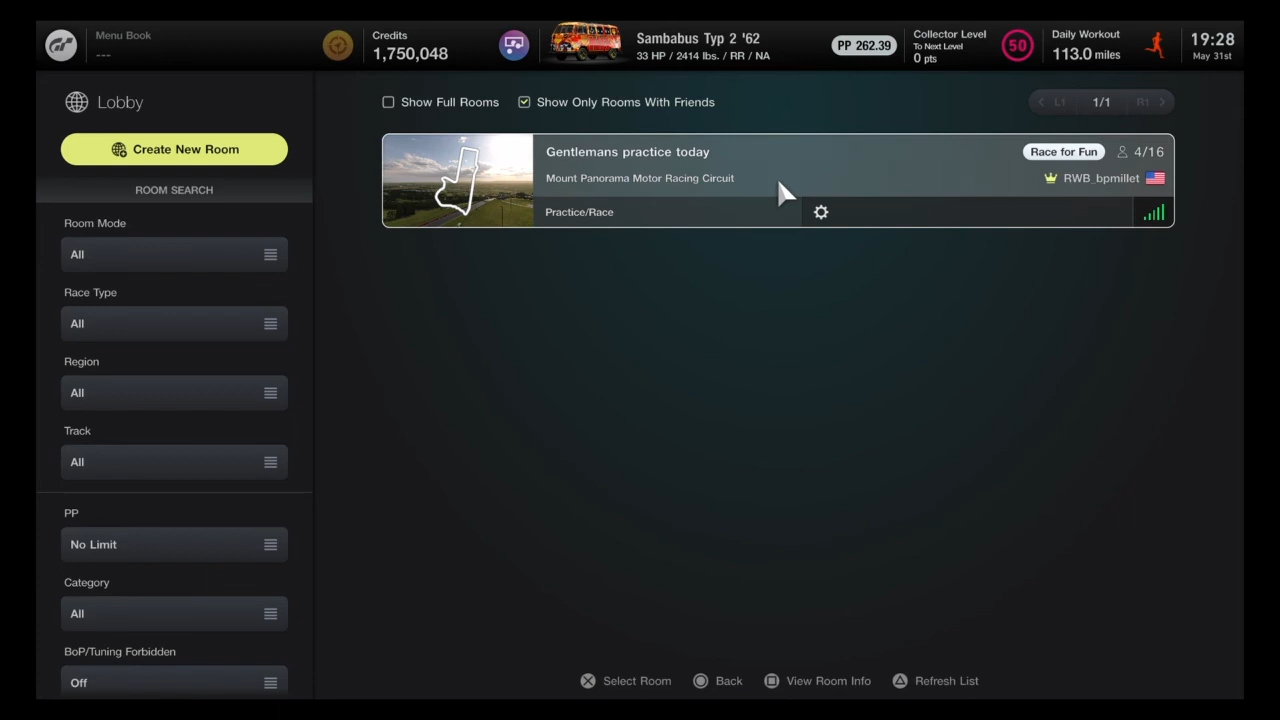 Menu Book
---
Credits
1,750,048
Sambabus Typ 2 '62
33 HP / 2414 lbs. / RR / NA
PP 262.39
Collector Level
To Next Level
0 pts
50
Daily Workout
113.0 miles
19:28
May 31st
Lobby
Create New Room
ROOM SEARCH
Room Mode
All
Race Type
All
Region
All
Track
All
PP
No Limit
Category
All
BoP/Tuning Forbidden
Off
Show Full Rooms
Show Only Rooms With Friends
< L1 1/1 R1 >
Gentlemans practice today
Race for Fun 4/16
Mount Panorama Motor Racing Circuit
RWB_bpmillet
Practice/Race
Select Room Back View Room Info Refresh List